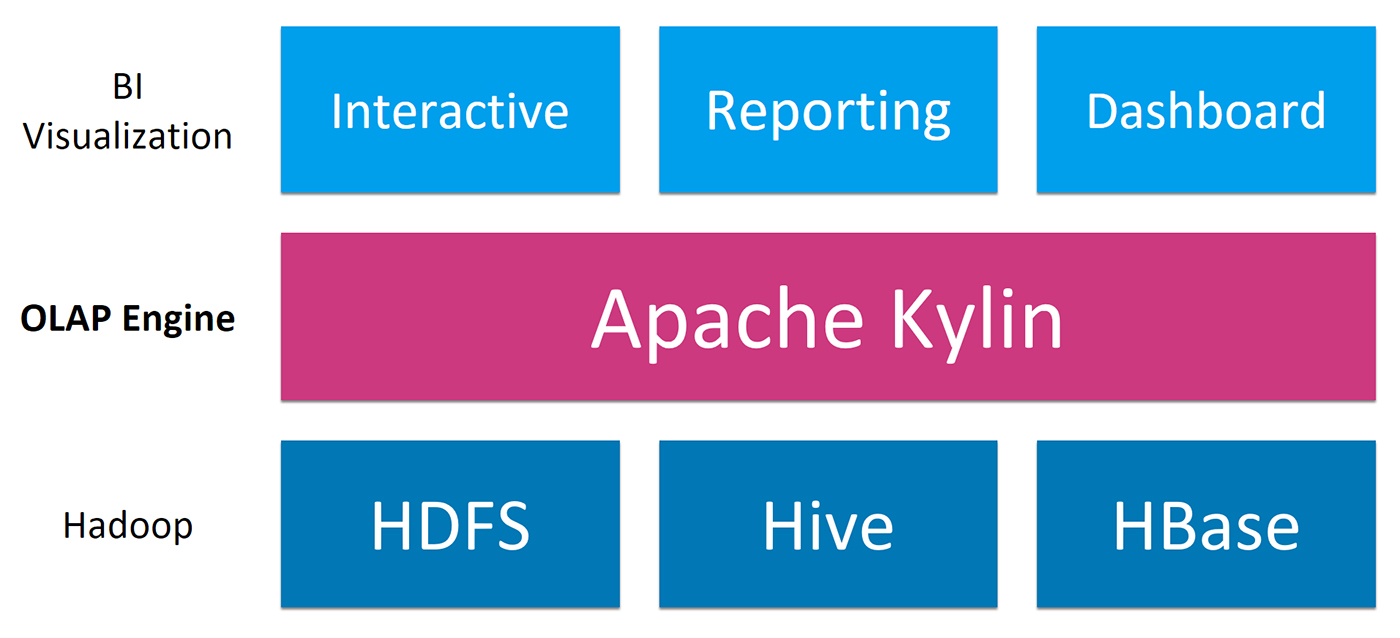 BI
Visualization
Interactive
Reporting
Dashboard
OLAP Engine
Apache Kylin
Hadoop
HDFS
Hive
HBase